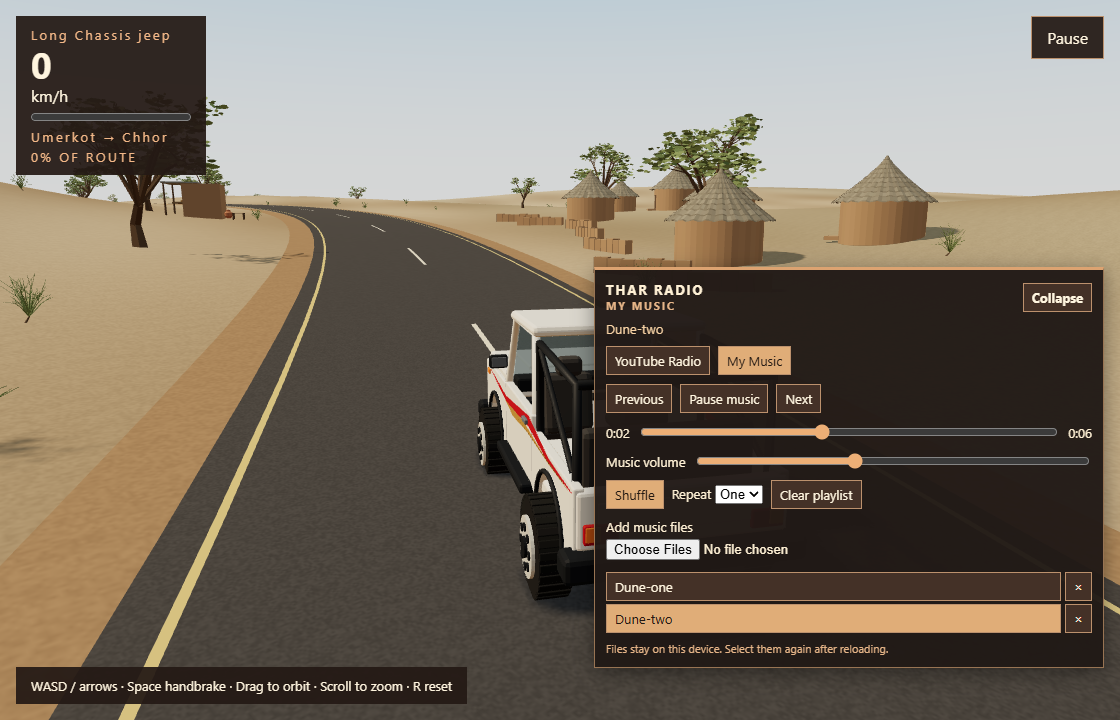 Long Chassis jeep
0
km/h
Umerkot → Chhor
0% OF ROUTE
Pause
THAR RADIO
MY MUSIC
Collapse
Dune-two
YouTube Radio My Music
Previous Pause music Next
0:02 0:06
Music volume
Shuffle Repeat One Clear playlist
Add music files
Choose Files No file chosen
Dune-one ×
Dune-two ×
Files stay on this device. Select them again after reloading.
WASD / arrows · Space handbrake · Drag to orbit · Scroll to zoom · R reset